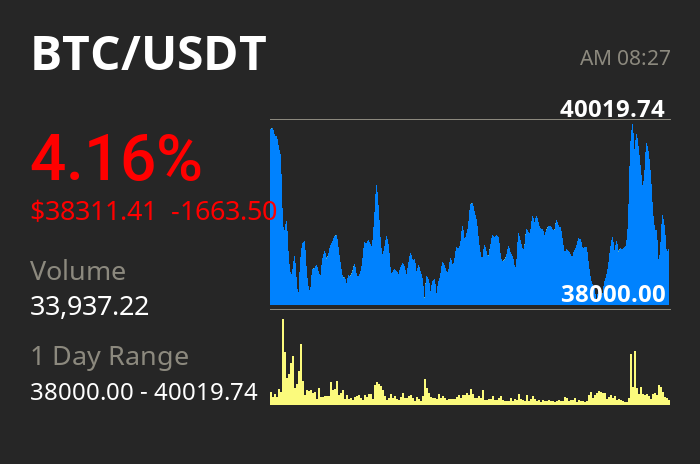 BTC/USDT
AM 08:27
40019.74
4.16%
$38311.41 -1663.50
Volume
33,937.22
38000.00
1 Day Range
38000.00 - 40019.74